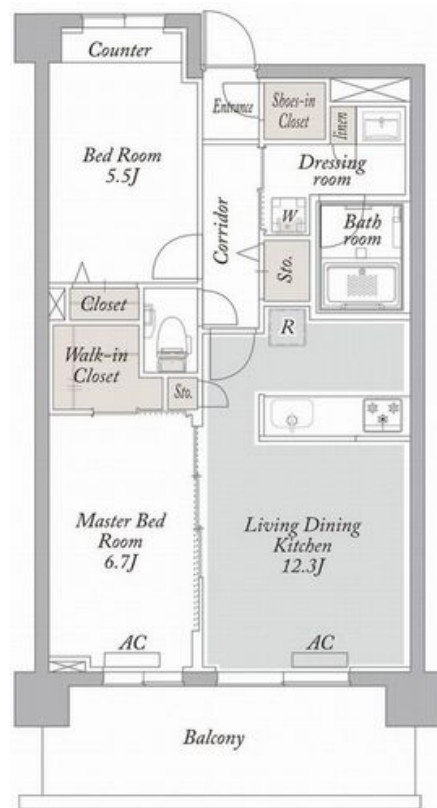 Counter
Entrance
Shoes-in
Closet
linen
Bed Room
5.5J
Dressing
room
Corridor
W
Bath
room
Sto.
Closet
R
Walk-in
Closet
Sto.
Master Bed
Room
6.7J
Living Dining
Kitchen
12.3J
AC
AC
Balcony